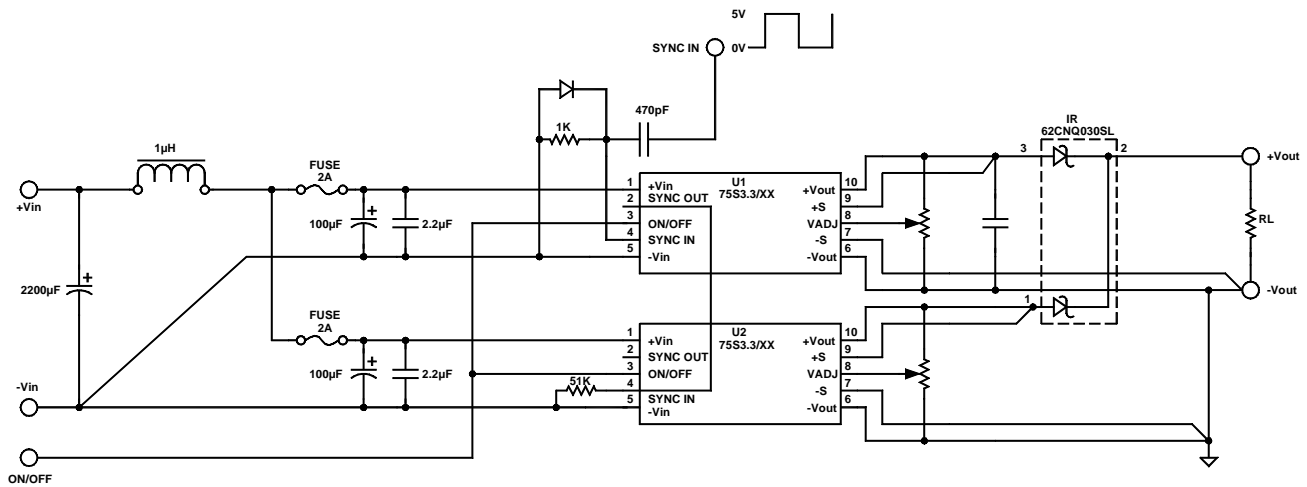 5V
SYNC IN
0V
470pF
1K
IR
62CNQ030SL
1µH
FUSE
2A
3
2
+Vout
+Vin
1
+Vin
U1
75S3.3/XX
+Vout
10
2
SYNC OUT
+S
9
100µF
+
2.2µF
3
ON/OFF
VADJ
8
RL
4
SYNC IN
-S
7
5
-Vin
-Vout
6
+
2200µF
-Vout
FUSE
2A
1
1
+Vin
U2
75S3.3/XX
+Vout
10
2
SYNC OUT
+S
9
-Vin
100µF
+
2.2µF
51K
3
ON/OFF
VADJ
8
4
SYNC IN
-S
7
5
-Vin
-Vout
6
ON/OFF